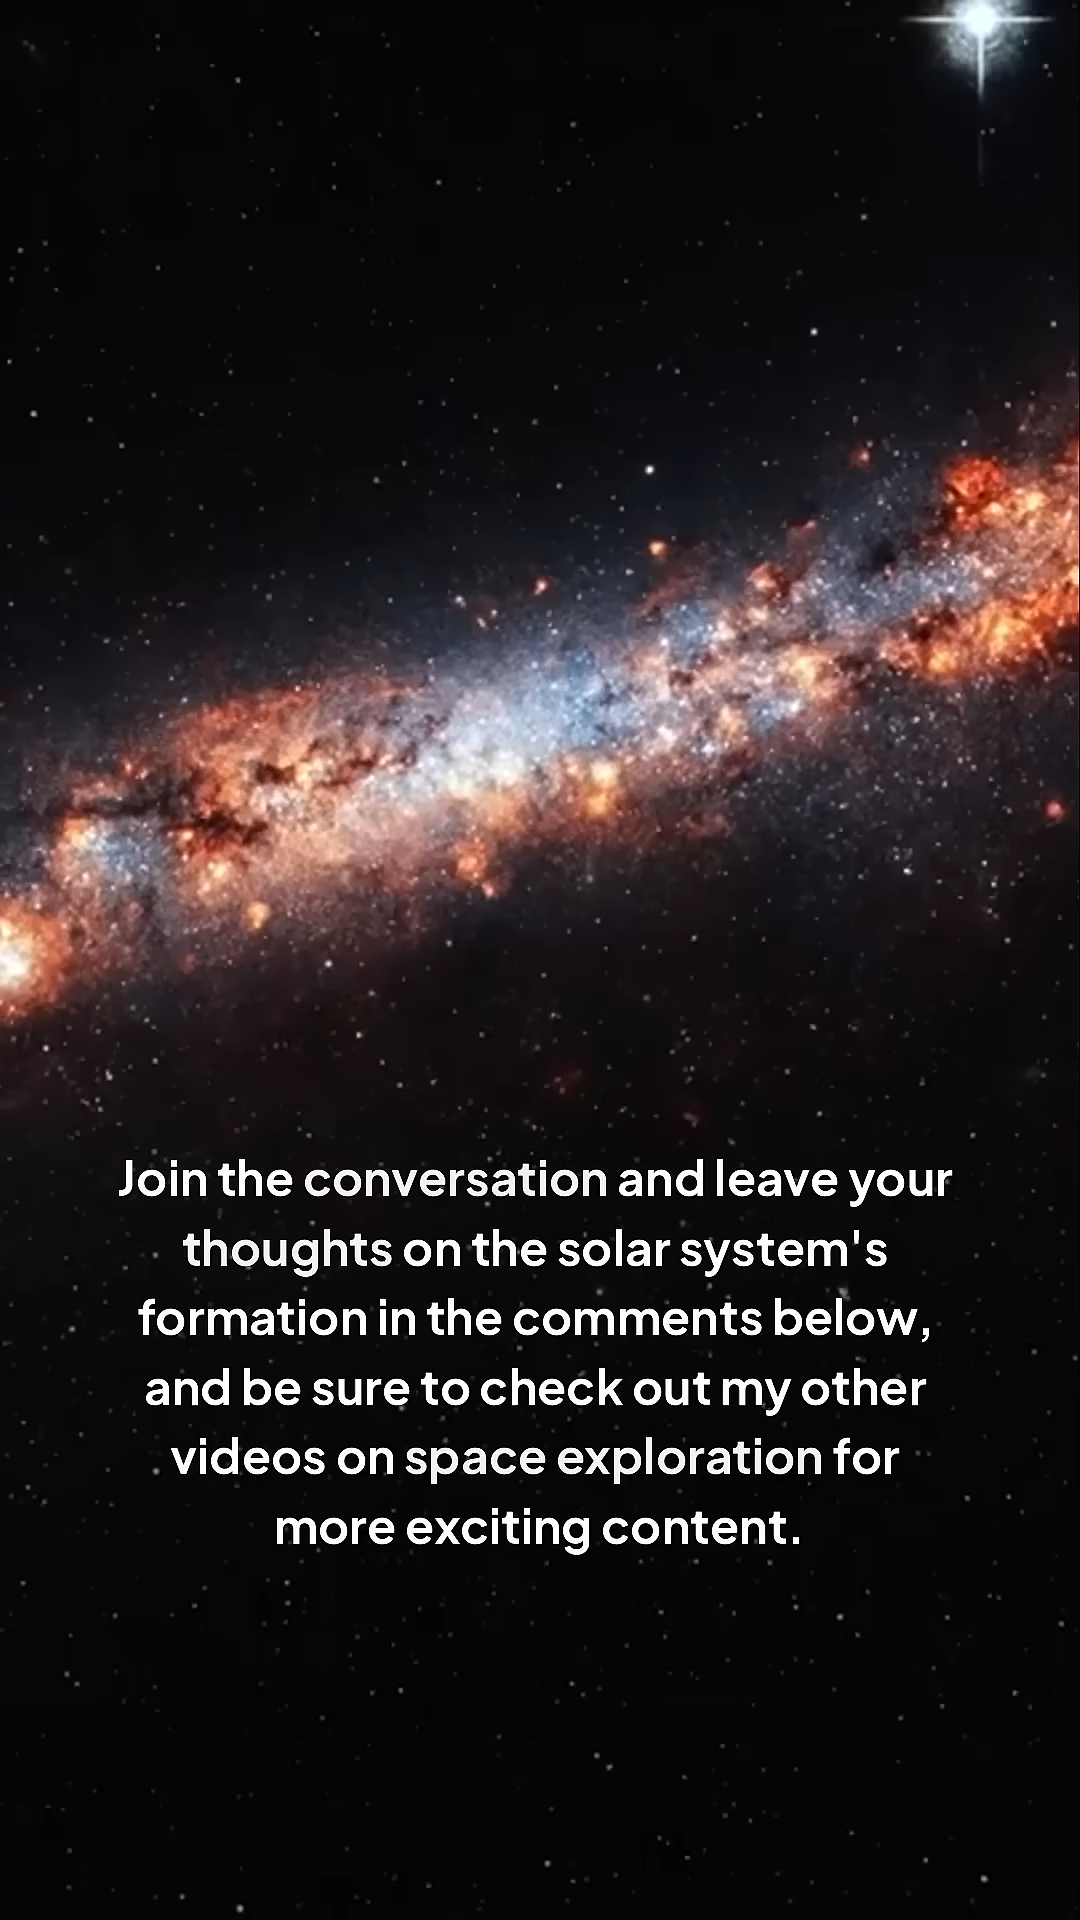 Join the conversation and leave your
thoughts on the solar system's
formation in the comments below,
and be sure to check out my other
videos on space exploration for
more exciting content.